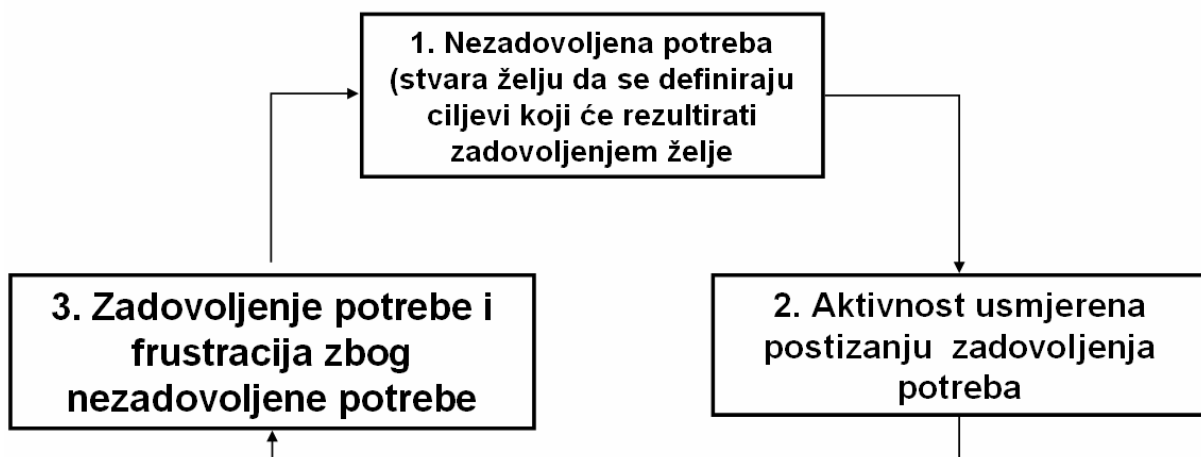 1. Nezadovoljena potreba
(stvara želju da se definiraju
ciljevi koji će rezultirati
zadovoljenjem želje
3. Zadovoljenje potrebe i
frustracija zbog
nezadovoljene potrebe
2. Aktivnost usmjerena
postizanju zadovoljenja
potreba